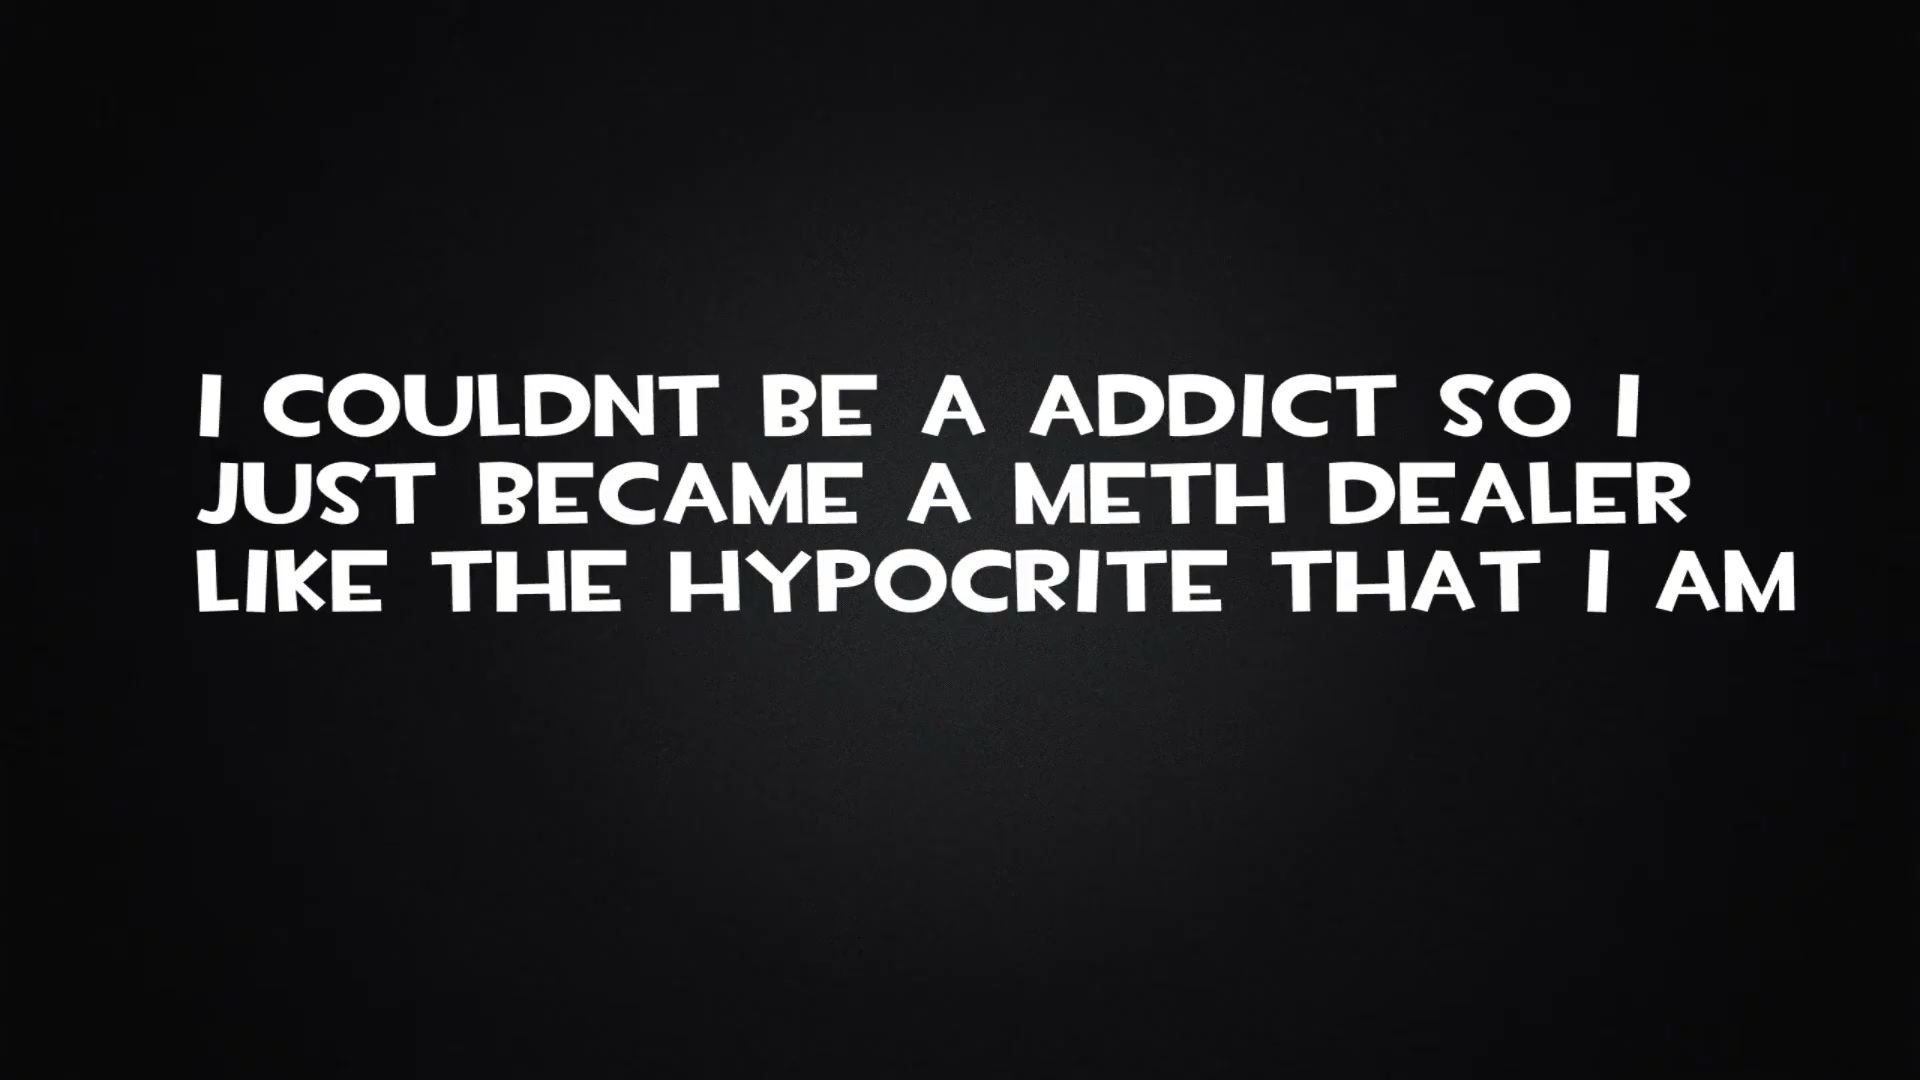 I COULDNT BE A ADDICT SO I
JUST BECAME A METH DEALER
LIKE THE HYPOCRITE THAT I AM